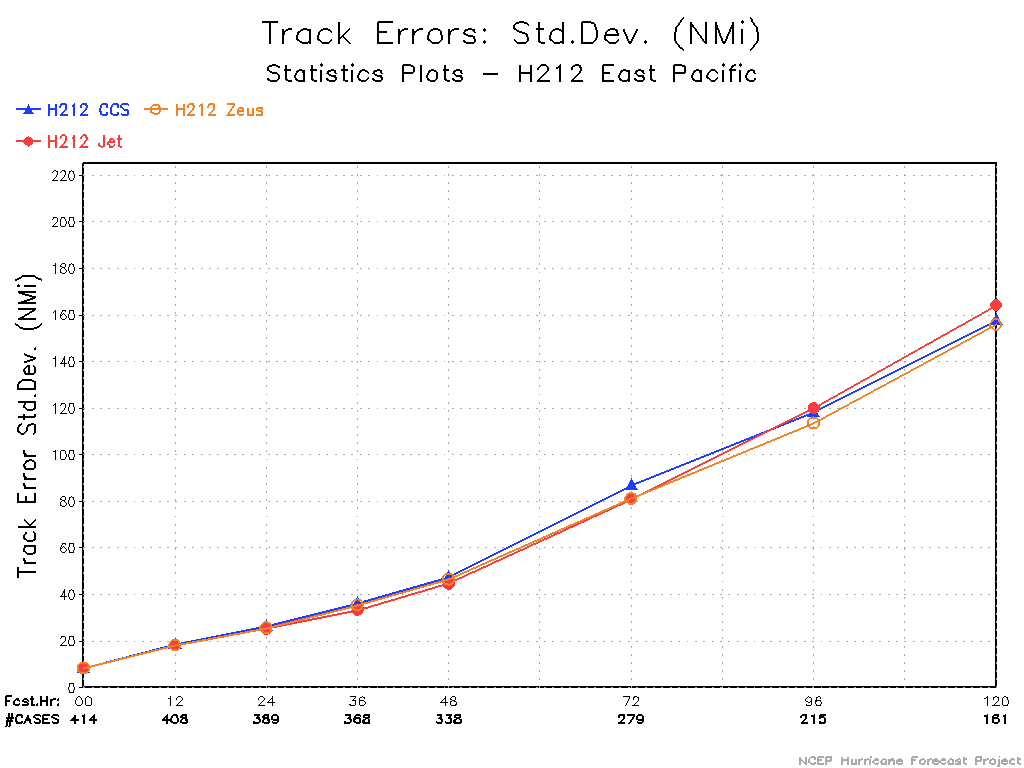 Track Errors: Std.Dev. (NMi)
Statistics Plots - H212 East Pacific
H212 CCS H212 Zeus
H212 Jet
Track Error Std.Dev. (NMi)
220
200
180
160
140
120
100
80
60
40
20
0
Fcst.Hr: 00 12 24 36 48 72 96 120
#CASES 414 408 389 368 338 279 215 161
NCEP Hurricane Forecast Project